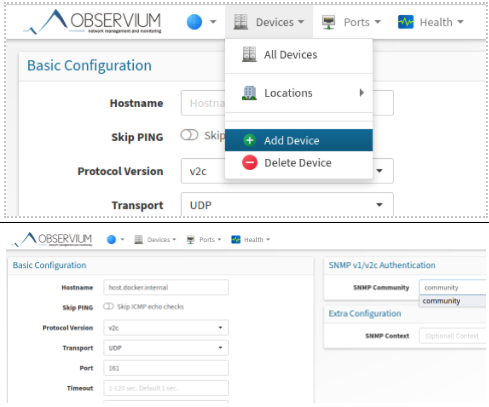 OBSERVIUM Devices Ports Health
network management and monitoring
Basic Configuration
All Devices
Locations
Hostname Hostna
Skip PING Skip
Add Device
Delete Device
Protocol Version v2c
Transport UDP
OBSERVIUM Devices Ports Health
network management and monitoring
Basic Configuration
Hostname host.docker.internal
Skip PING Skip ICMP echo checks
Protocol Version v2c
Transport UDP
Port 161
Timeout 1-120 sec. Default 1 sec.
SNMP v1/v2c Authentication
SNMP Community community
community
Extra Configuration
SNMP Context (Optional) Context